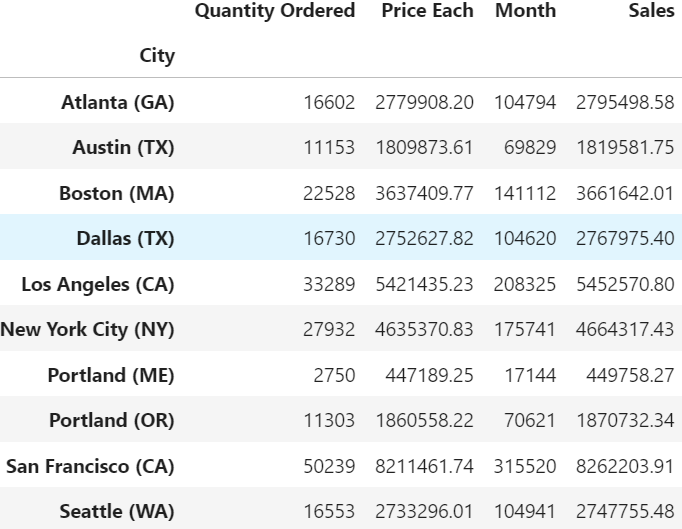 Quantity Ordered Price Each Month Sales
City
Atlanta (GA) 16602 2779908.20 104794 2795498.58
Austin (TX) 11153 1809873.61 69829 1819581.75
Boston (MA) 22528 3637409.77 141112 3661642.01
Dallas (TX) 16730 2752627.82 104620 2767975.40
Los Angeles (CA) 33289 5421435.23 208325 5452570.80
New York City (NY) 27932 4635370.83 175741 4664317.43
Portland (ME) 2750 447189.25 17144 449758.27
Portland (OR) 11303 1860558.22 70621 1870732.34
San Francisco (CA) 50239 8211461.74 315520 8262203.91
Seattle (WA) 16553 2733296.01 104941 2747755.48